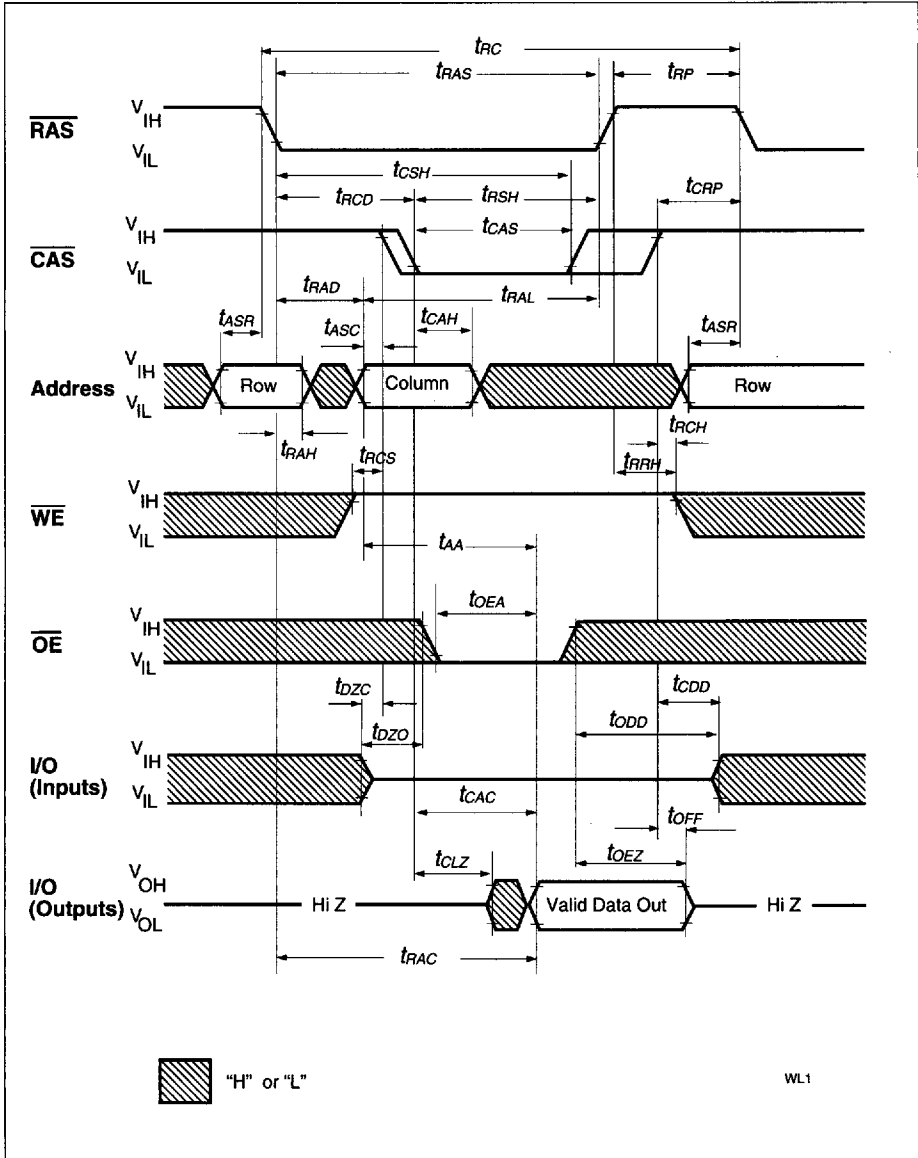 tRC
tRAS tRP
RAS VIH
VIL
tCSH
tRCD tRSH tCRP
CAS VIH tCAS
VIL
tRAD tRAL
tASR tASC tCAH tASR
Address VIH Row Column Row
VIL
tRAH tRCS tRCH
tRRH
WE VIH
VIL
tAA
tOEA
OE VIH
VIL
tDZC tCDD
tDZO tODD
I/O (Inputs) VIH
VIL
tCAC tOFF
tCLZ tOEZ
I/O (Outputs) VOH
VOL Hi Z Valid Data Out Hi Z
tRAC
"H" or "L" WL1